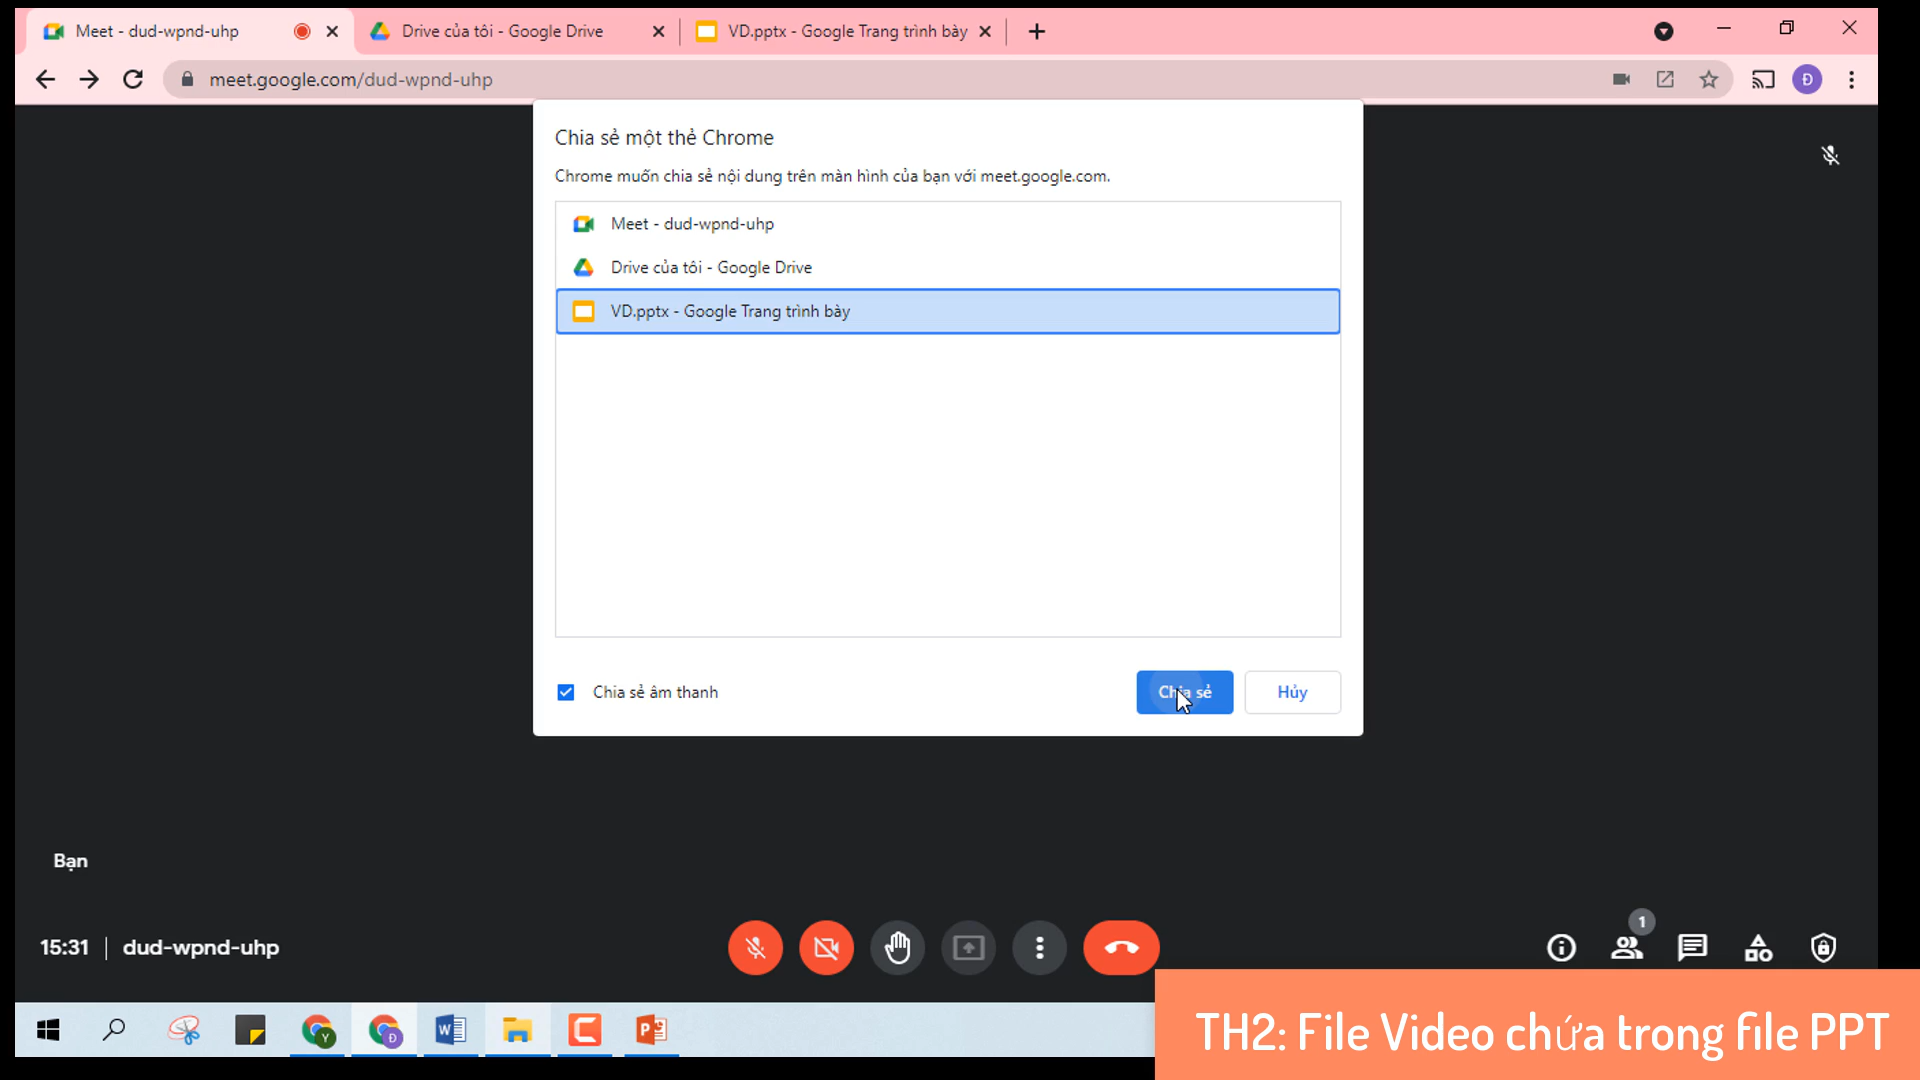 Meet - dud-wpnd-uhp
Drive của tôi - Google Drive
VD.pptx - Google Trang trình bày
meet.google.com/dud-wpnd-uhp
Đ
Chia sẻ một thẻ Chrome
Chrome muốn chia sẻ nội dung trên màn hình của bạn với meet.google.com.
Meet - dud-wpnd-uhp
Drive của tôi - Google Drive
VD.pptx - Google Trang trình bày
Chia sẻ âm thanh
Chia sẻ
Hủy
Bạn
15:31
dud-wpnd-uhp
1
TH2: File Video chứa trong file PPT